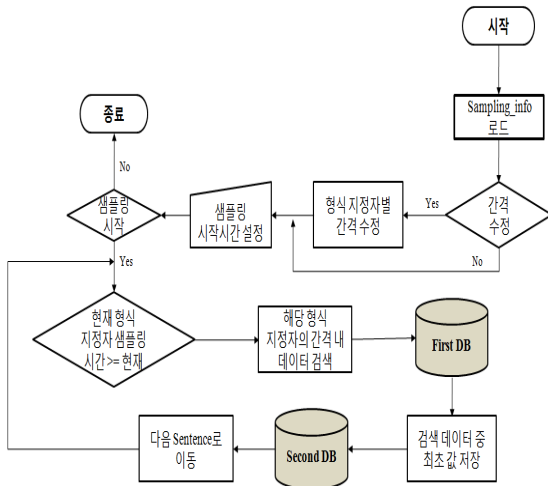 시작
Sampling_info
로드
간격
수정
Yes
No
형식 지정자별
간격 수정
샘플링
시작시간 설정
샘플링
시작
No
종료
Yes
현재 형식
지정자 샘플링
시간 >= 현재
해당 형식
지정자의 간격 내
데이터 검색
First DB
검색 데이터 중
최초 값 저장
Second DB
다음 Sentence로
이동